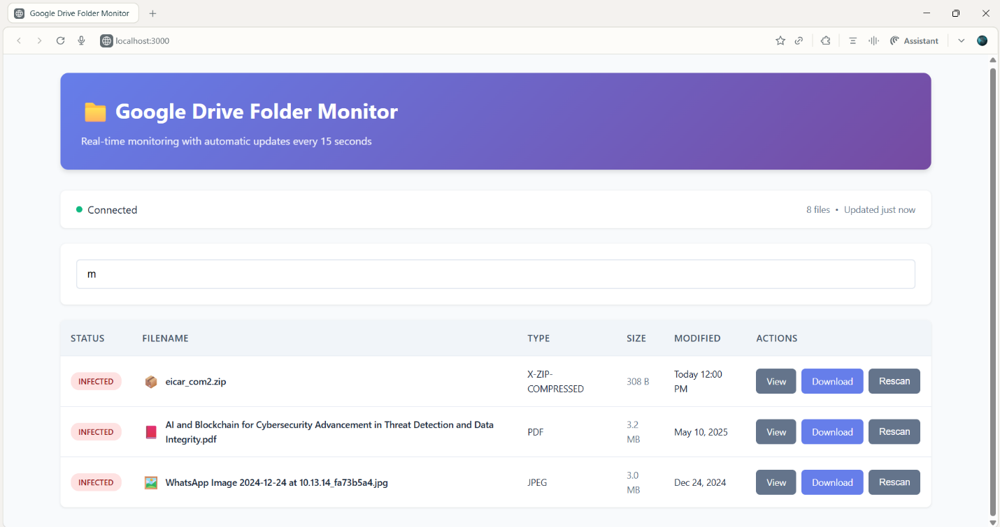 Google Drive Folder Monitor
localhost:3000
Assistant
Google Drive Folder Monitor
Real-time monitoring with automatic updates every 15 seconds
Connected
8 files • Updated just now
m
STATUS FILENAME TYPE SIZE MODIFIED ACTIONS
INFECTED eicar_com2.zip X-ZIP-COMPRESSED 308 B Today 12:00 PM View Download Rescan
INFECTED AI and Blockchain for Cybersecurity Advancement in Threat Detection and Data
Integrity.pdf PDF 3.2 MB May 10, 2025 View Download Rescan
INFECTED WhatsApp Image 2024-12-24 at 10.13.14_fa73b5a4.jpg JPEG 3.0 MB Dec 24, 2024 View Download Rescan